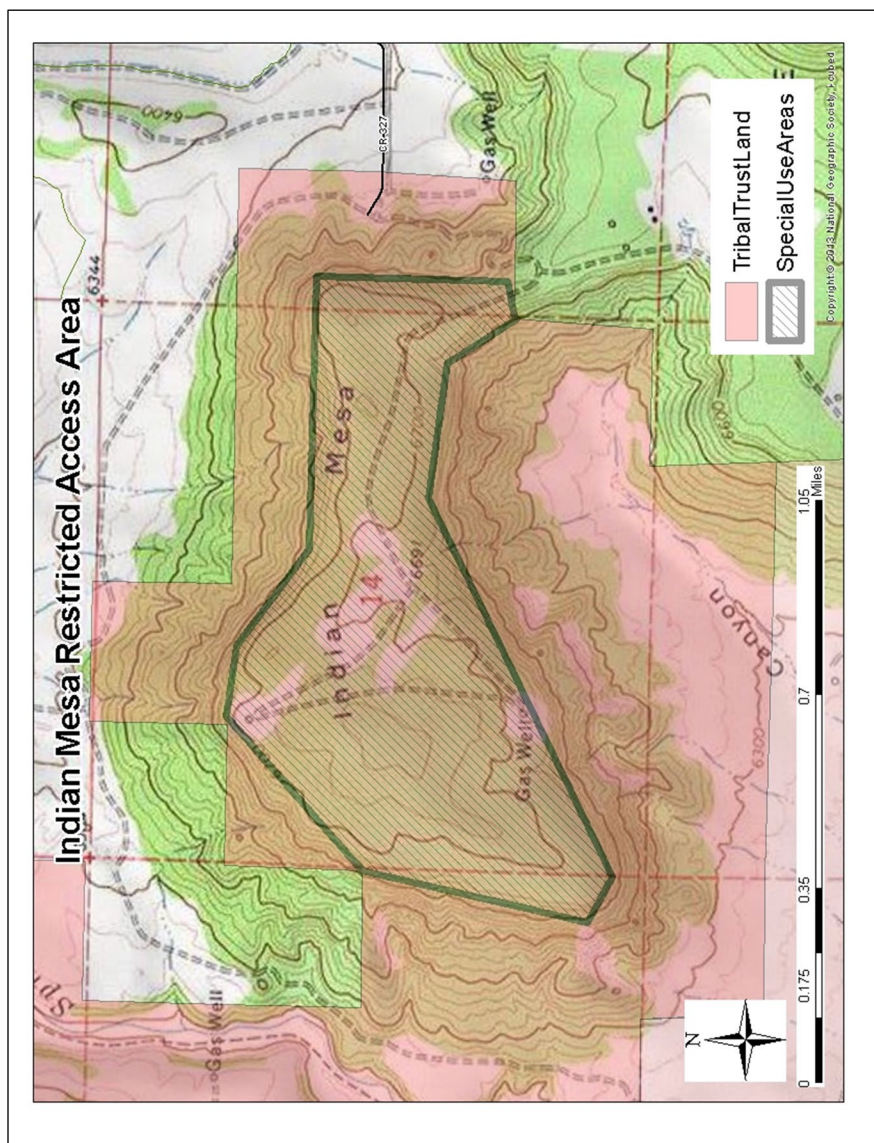 Indian Mesa Restricted Access Area
6344
6400
CR-327
Gas Well
Mesa
6700
Indian
14
6691
Gas Well
Gas Well
Canyon
6300
6600
TribalTrustLand
SpecialUseAreas
N
0 0.175 0.35 0.7 1.05
Miles
Copyright:© 2013 National Geographic Society, i-cubed